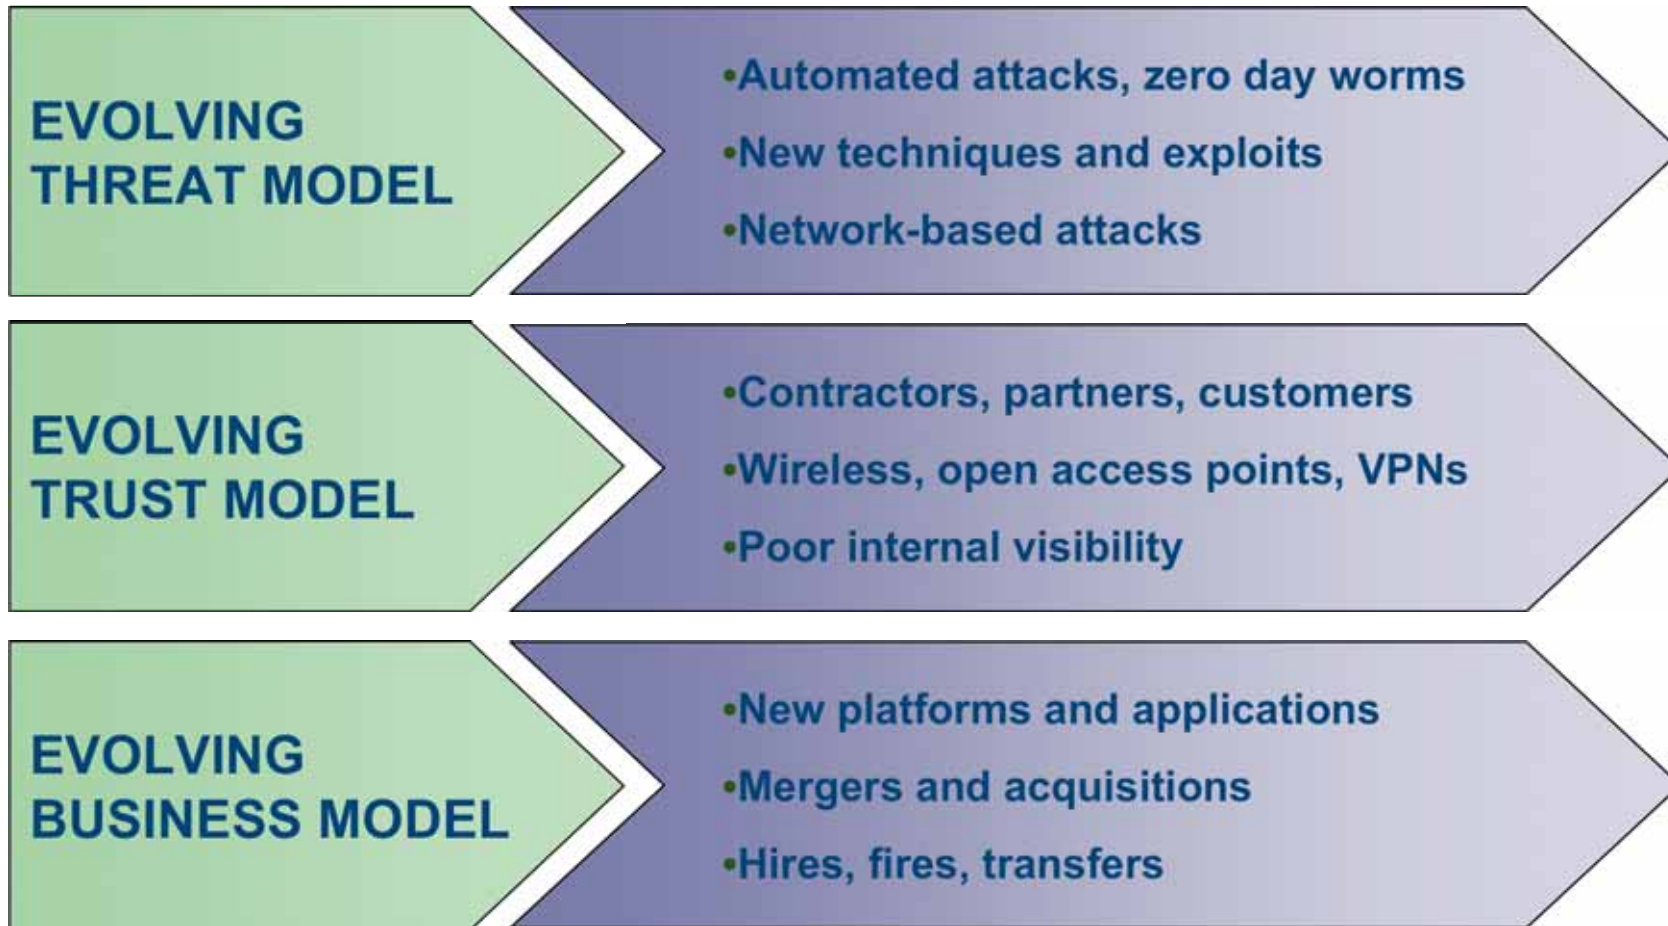 EVOLVING
THREAT MODEL
•Automated attacks, zero day worms
•New techniques and exploits
•Network-based attacks
EVOLVING
TRUST MODEL
•Contractors, partners, customers
•Wireless, open access points, VPNs
•Poor internal visibility
EVOLVING
BUSINESS MODEL
•New platforms and applications
•Mergers and acquisitions
•Hires, fires, transfers